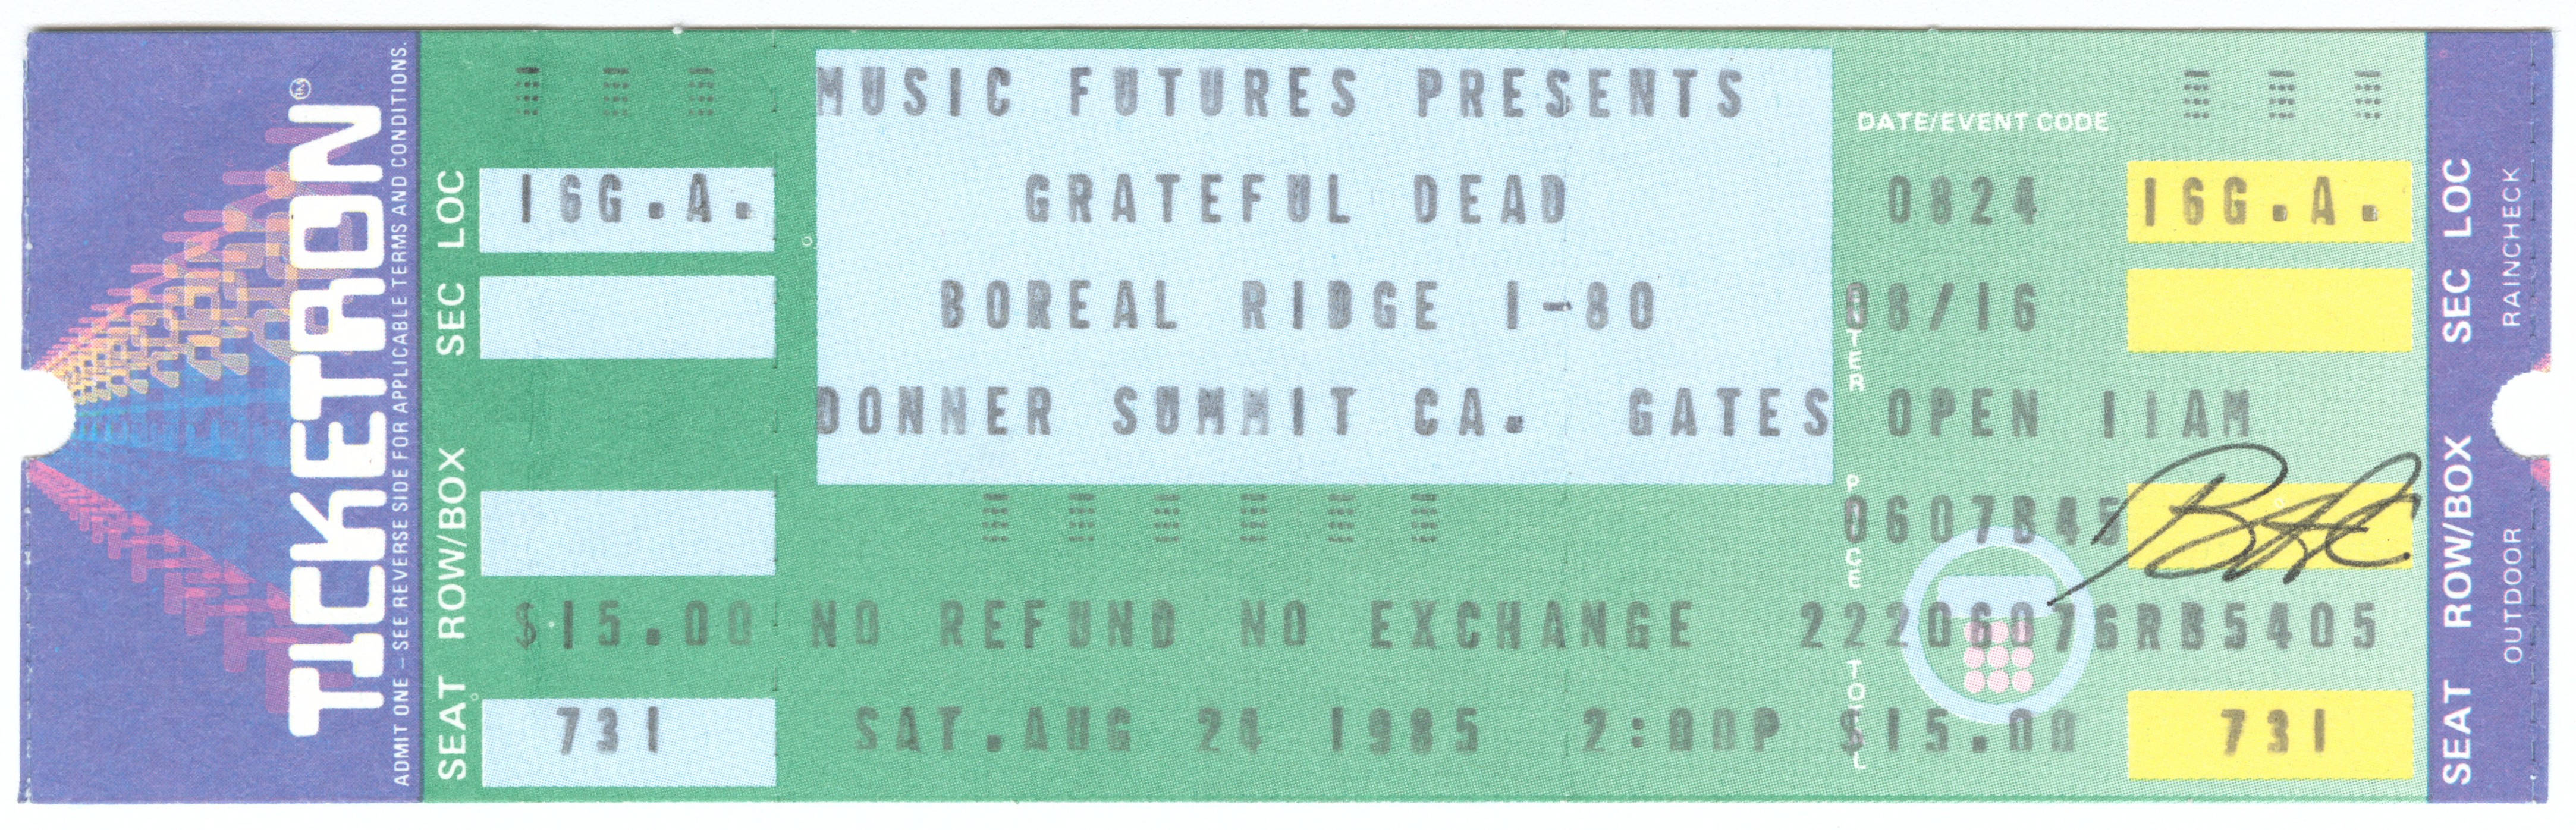 TICKETRON™
ADMIT ONE – SEE REVERSE SIDE FOR APPLICABLE TERMS AND CONDITIONS.
SEC LOC
ROW/BOX
SEAT
16G.A.
731
MUSIC FUTURES PRESENTS
GRATEFUL DEAD
BOREAL RIDGE I-80
DONNER SUMMIT CA. GATES OPEN 11AM
$15.00 NO REFUND NO EXCHANGE 22206076RB5405
SAT.AUG 24 1985 2:00P $15.00
DATE/EVENT CODE
0824
08/16
0607845
16G.A.
731
SEC LOC
ROW/BOX
SEAT
RAINCHECK
OUTDOOR